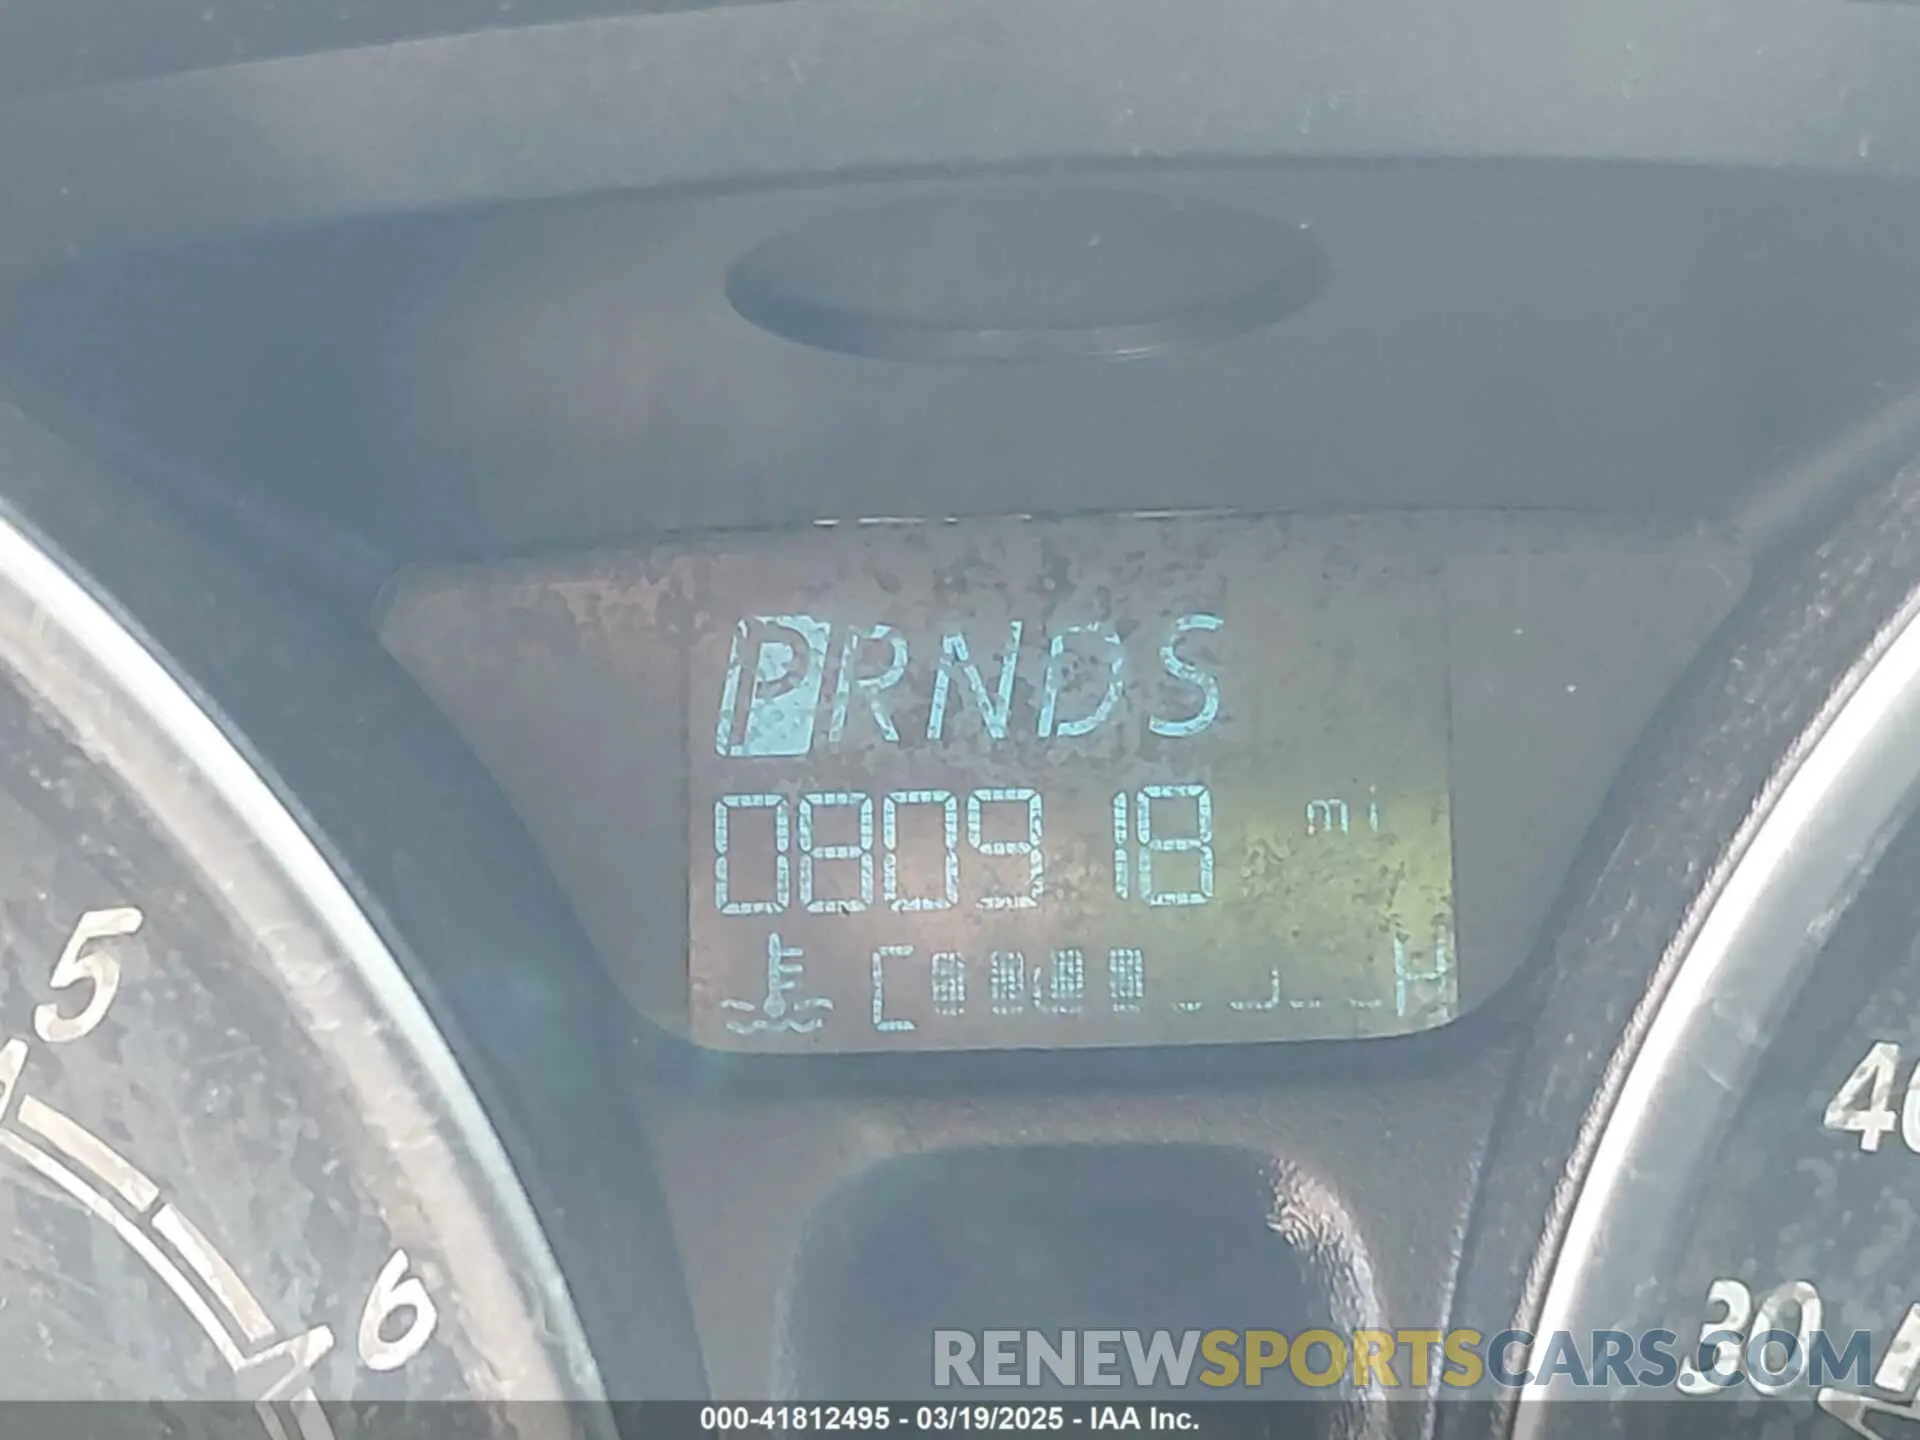 PRNDS
080918 mi
C H
5
6
40
30
RENEWSPORTSCARS.COM
000-41812495 - 03/19/2025 - IAA Inc.